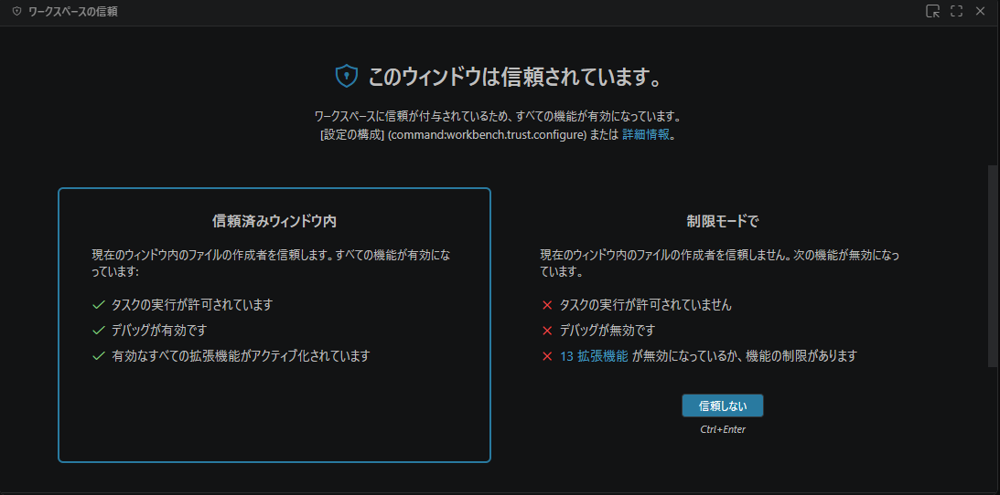 ワークスペースの信頼
このウィンドウは信頼されています。
ワークスペースに信頼が付与されているため、すべての機能が有効になっています。
[設定の構成] (command:workbench.trust.configure) または 詳細情報。
信頼済みウィンドウ内
現在のウィンドウ内のファイルの作成者を信頼します。すべての機能が有効にな
っています:
タスクの実行が許可されています
デバッグが有効です
有効なすべての拡張機能がアクティブ化されています
制限モードで
現在のウィンドウ内のファイルの作成者を信頼しません。次の機能が無効になっ
ています。
タスクの実行が許可されていません
デバッグが無効です
13 拡張機能 が無効になっているか、機能の制限があります
信頼しない
Ctrl+Enter